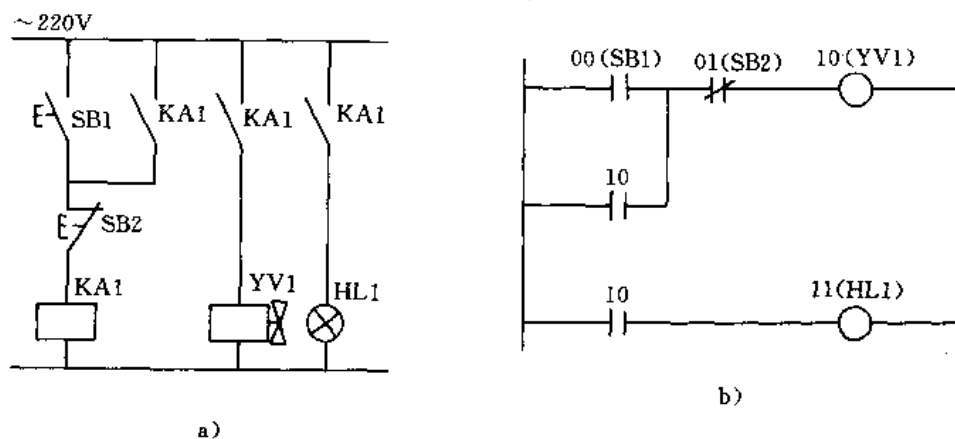 ～220V
SB1
KA1
KA1
KA1
SB2
KA1
YV1
HL1
a)
00(SB1)
01(SB2)
10(YV1)
10
10
11(HL1)
b)